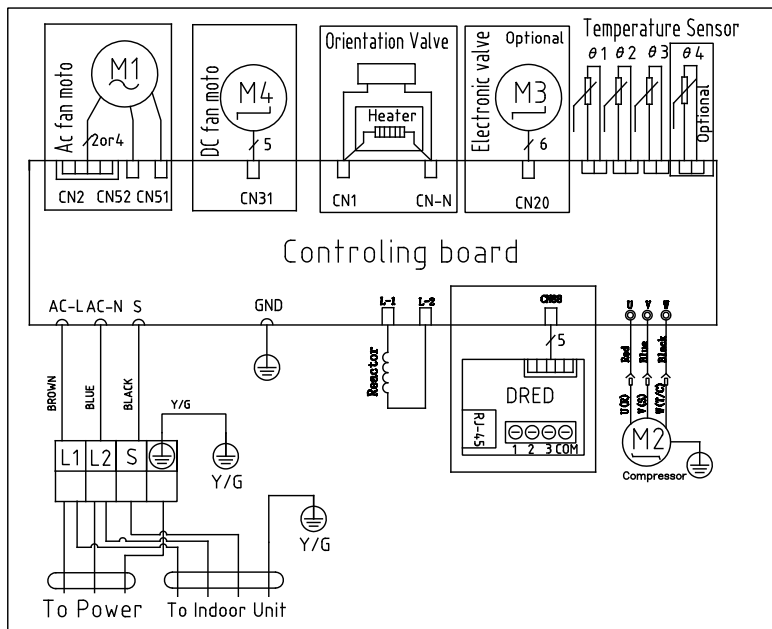 Ac fan moto
M1
2or4
CN2
CN52
CN51
DC fan moto
M4
5
CN31
Orientation Valve
Heater
CN1
CN-N
Electronic valve
Optional
M3
6
CN20
Temperature Sensor
θ1
θ2
θ3
θ4
Optional
Controling board
AC-L
AC-N
S
GND
L-1
L-2
Reactor
5
DRED
RJ-45
1 2 3 COM
U
V
W
Red
Blue
Black
U(R)
V(S)
W(T/C)
M2
Compressor
BROWN
BLUE
BLACK
Y/G
L1
L2
S
Y/G
Y/G
To Power
To Indoor Unit